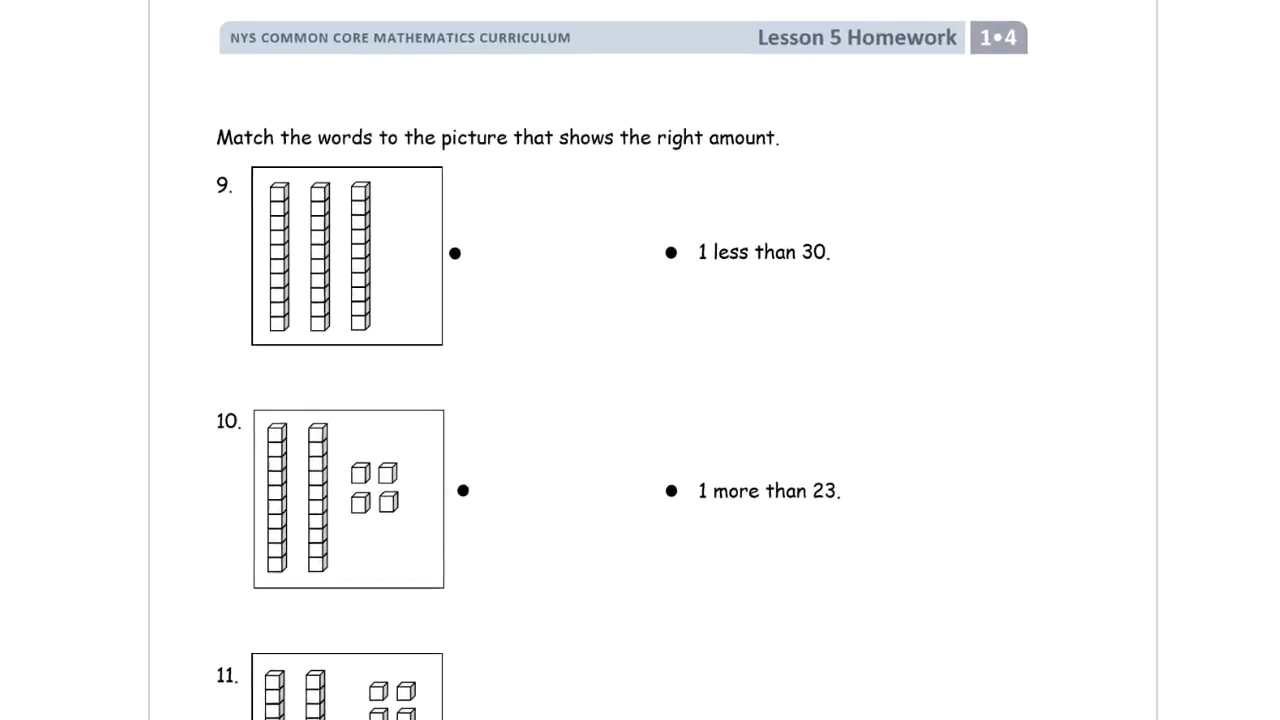 NYS COMMON CORE MATHEMATICS CURRICULUM Lesson 5 Homework 1•4
Match the words to the picture that shows the right amount.
9.
1 less than 30.
10.
1 more than 23.
11.